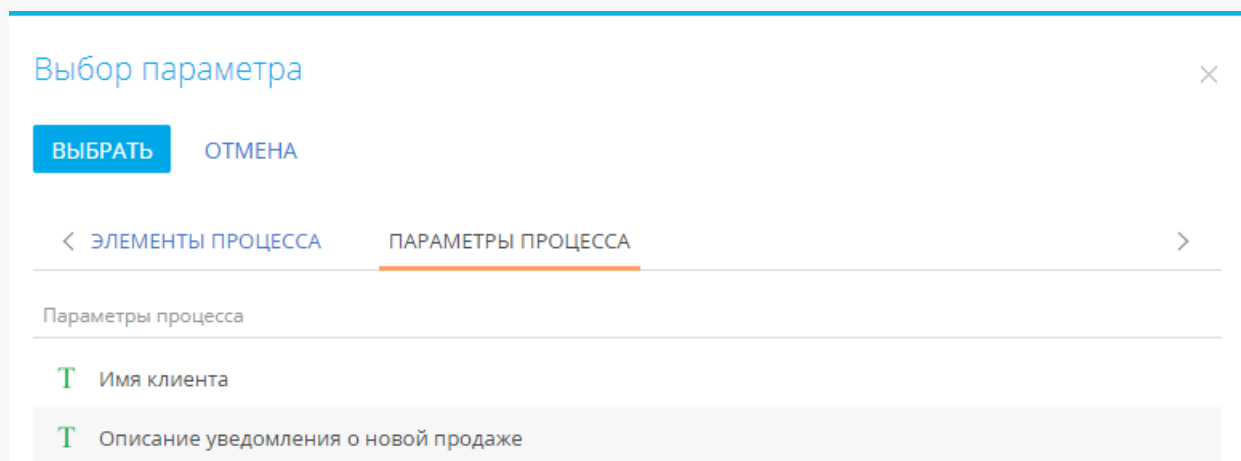 Выбор параметра
ВЫБРАТЬ ОТМЕНА
ЭЛЕМЕНТЫ ПРОЦЕССА ПАРАМЕТРЫ ПРОЦЕССА
Параметры процесса
T Имя клиента
T Описание уведомления о новой продаже